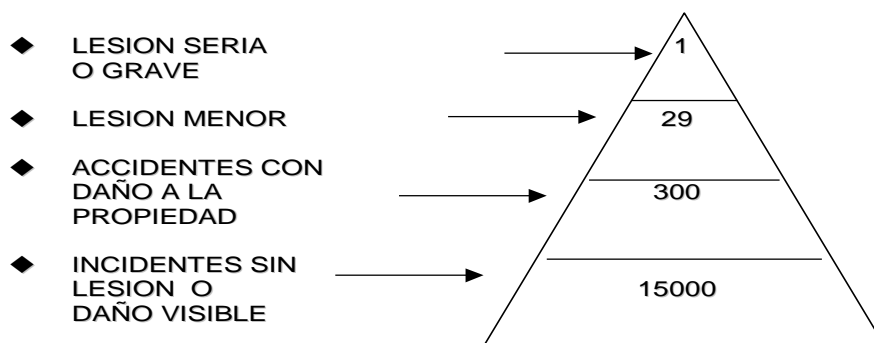 LESION SERIA
O GRAVE
1
LESION MENOR
29
ACCIDENTES CON
DAÑO A LA
PROPIEDAD
300
INCIDENTES SIN
LESION O
DAÑO VISIBLE
15000